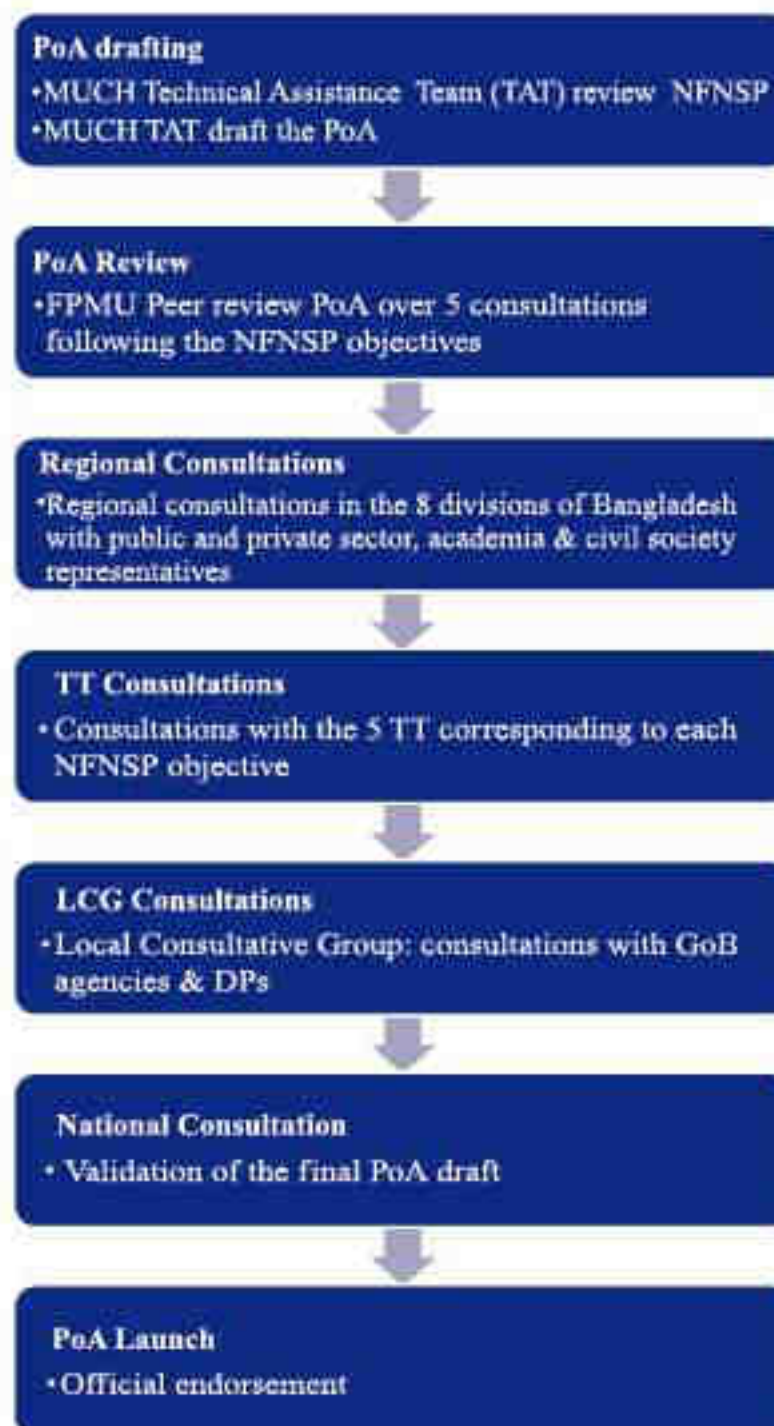 PoA drafting
•MUCH Technical Assistance Team (TAT) review NFNSP
•MUCH TAT draft the PoA
PoA Review
•FPMU Peer review PoA over 5 consultations
following the NFNSP objectives
Regional Consultations
•Regional consultations in the 8 divisions of Bangladesh
with public and private sector, academia & civil society
representatives
TT Consultations
• Consultations with the 5 TT corresponding to each
NFNSP objective
LCG Consultations
•Local Consultative Group: consultations with GoB
agencies & DPs
National Consultation
• Validation of the final PoA draft
PoA Launch
•Official endorsement